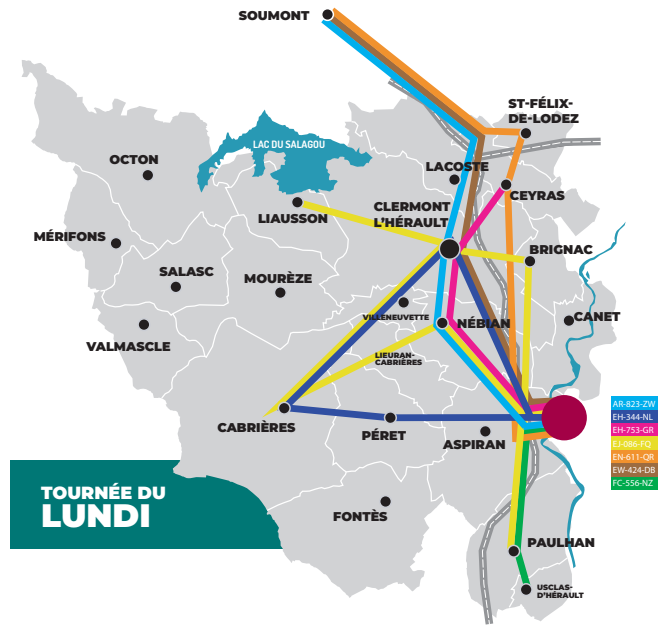 SOUMONT
ST-FÉLIX-
DE-LODEZ
LAC DU SALAGOU
OCTON
LACOSTE
CEYRAS
CLERMONT
L'HÉRAULT
LIAUSSON
MÉRIFONS
BRIGNAC
SALASC
MOURÈZE
VILLENEUVETTE
NÉBIAN
CANET
VALMASCLE
LIEURAN-
CABRIÈRES
CABRIÈRES
PÉRET
ASPIRAN
AR-823-ZW
EH-344-NL
EH-753-GR
EJ-086-FQ
EN-611-QR
EW-424-DB
FC-556-NZ
TOURNÉE DU
LUNDI
FONTÈS
PAULHAN
USCLAS-
D'HÉRAULT